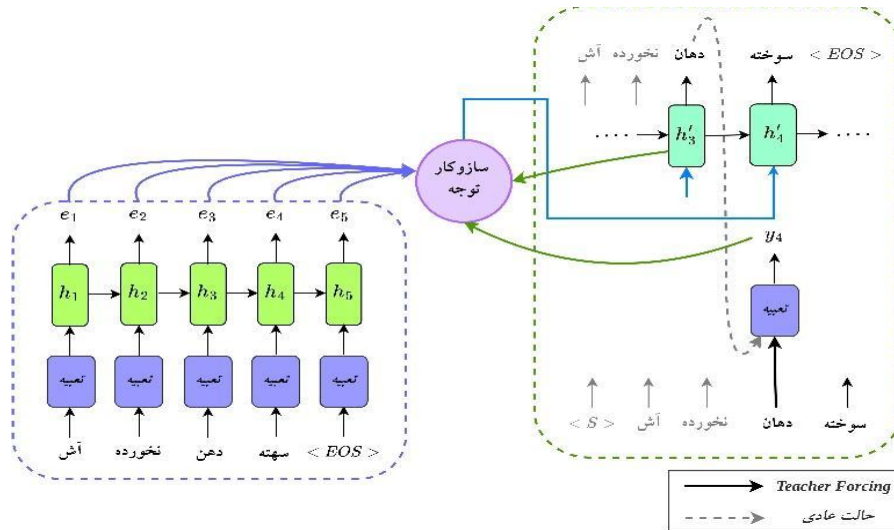 آش نخورده دهان سوخته <EOS>
.... h'3 h'4 ....
سازوکار
توجه
e1 e2 e3 e4 e5
y4
h1 h2 h3 h4 h5
تعبیه
تعبیه تعبیه تعبیه تعبیه تعبیه
<S> آش نخورده دهان سوخته
آش نخورده دهن سهته <EOS>
Teacher Forcing
حالت عادی